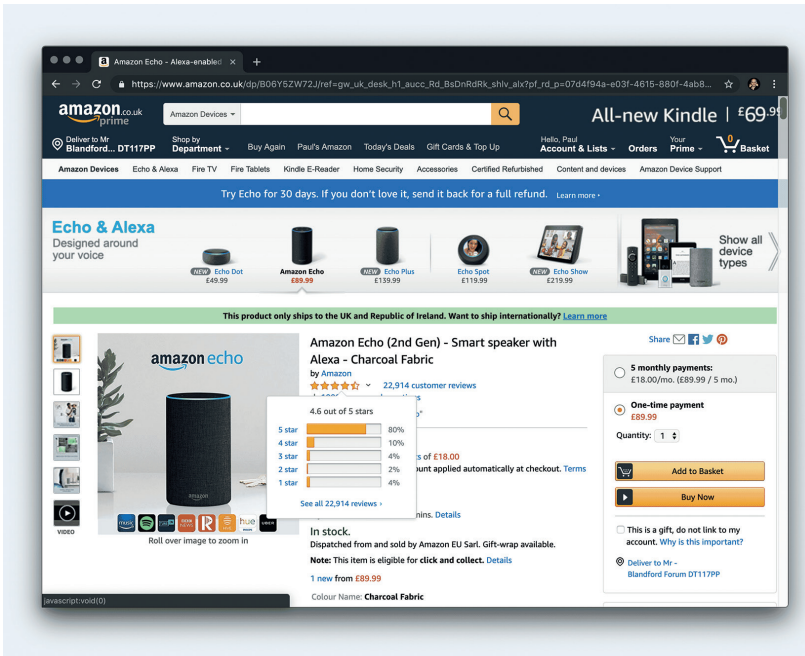 Amazon Echo - Alexa-enabled × +
https://www.amazon.co.uk/dp/B06Y5ZW72J/ref=gw_uk_desk_h1_aucc_Rd_BsDnRdRk_shlv_alx?pf_rd_p=07d4f94a-e03f-4615-880f-4ab8...
amazon.co.uk
prime
Amazon Devices
All-new Kindle | £69.99
Deliver to Mr
Blandford... DT117PP
Shop by
Department
Buy Again Paul's Amazon Today's Deals Gift Cards & Top Up
Hello, Paul
Account & Lists
Orders
Your
Prime
0
Basket
Amazon Devices Echo & Alexa Fire TV Fire Tablets Kindle E-Reader Home Security Accessories Certified Refurbished Content and devices Amazon Device Support
Try Echo for 30 days. If you don't love it, send it back for a full refund. Learn more ›
Echo & Alexa
Designed around
your voice
NEW Echo Dot
£49.99
Amazon Echo
£89.99
NEW Echo Plus
£139.99
Echo Spot
£119.99
NEW Echo Show
£219.99
Show all
device
types
This product only ships to the UK and Republic of Ireland. Want to ship internationally? Learn more
amazon echo
amazon
music
hue
UBER
Roll over image to zoom in
VIDEO
Amazon Echo (2nd Gen) - Smart speaker with
Alexa - Charcoal Fabric
by Amazon
22,914 customer reviews
4.6 out of 5 stars
5 star 80%
4 star 10%
3 star 4%
2 star 2%
1 star 4%
See all 22,914 reviews ›
of £18.00
applied automatically at checkout. Terms
mins. Details
In stock.
Dispatched from and sold by Amazon EU Sarl. Gift-wrap available.
Note: This item is eligible for click and collect. Details
1 new from £89.99
Colour Name: Charcoal Fabric
Share
5 monthly payments:
£18.00/mo. (£89.99 / 5 mo.)
One-time payment
£89.99
Quantity: 1
Add to Basket
Buy Now
This is a gift, do not link to my
account. Why is this important?
Deliver to Mr -
Blandford Forum DT117PP
javascript:void(0)